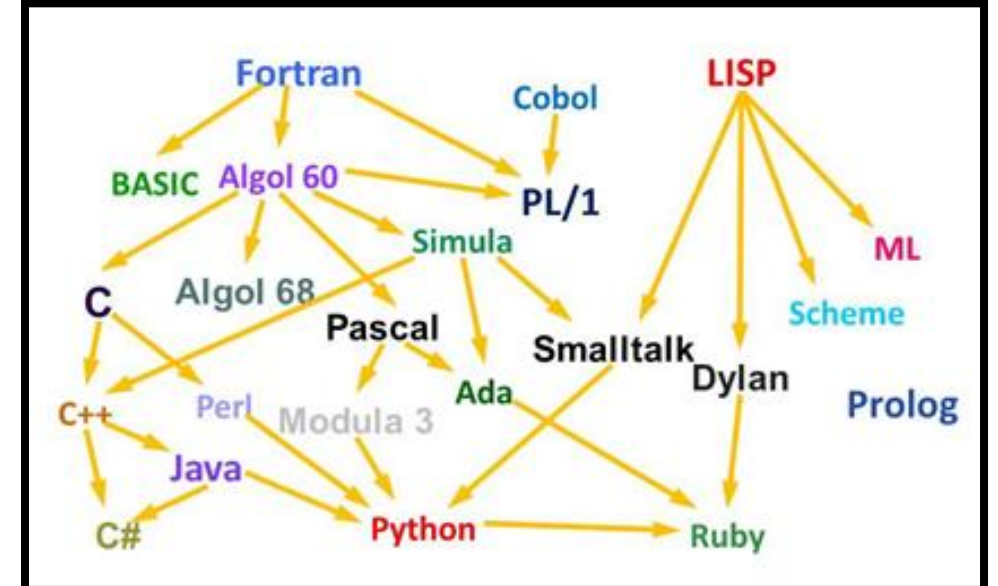 Fortran
LISP
Cobol
BASIC
Algol 60
PL/1
Simula
ML
C
Algol 68
Scheme
Pascal
Smalltalk
Dylan
Ada
Prolog
C++
Perl
Modula 3
Java
C#
Python
Ruby